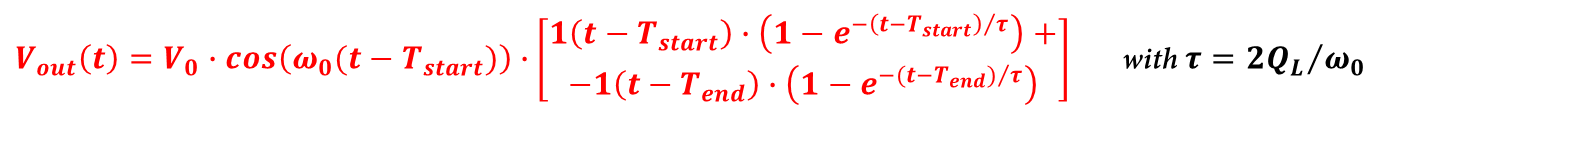 V_out(t) = V_0 · cos(ω_0(t − T_start)) · [1(t − T_start) · (1 − e^{−(t−T_start)/τ}) +
−1(t − T_end) · (1 − e^{−(t−T_end)/τ})] with τ = 2Q_L/ω_0